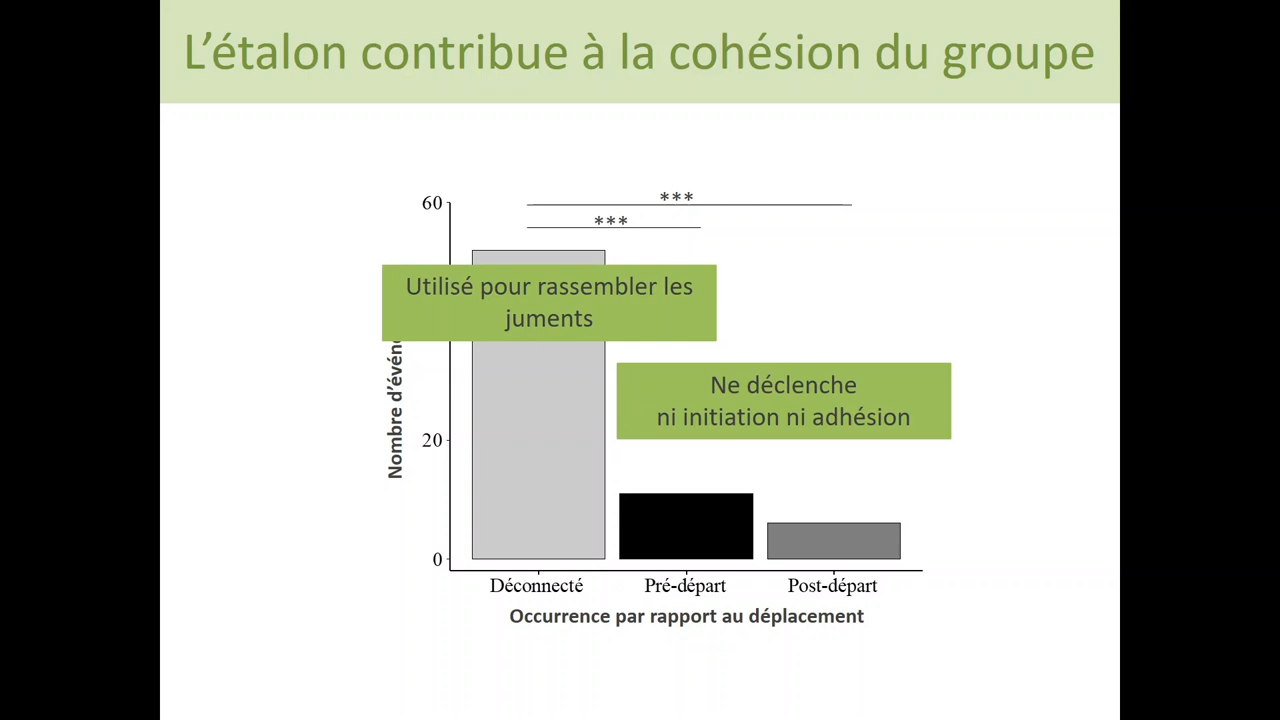 L’étalon contribue à la cohésion du groupe
60
***
***
Utilisé pour rassembler les
juments
Ne déclenche
ni initiation ni adhésion
Nombre
20
0
Déconnecté
Pré-départ
Post-départ
Occurrence par rapport au déplacement